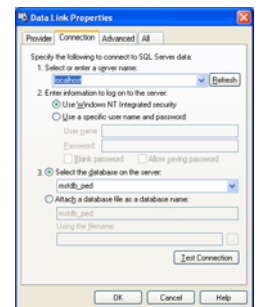 Data Link Properties
Provider Connection Advanced All
Specify the following to connect to SQL Server data:
1. Select or enter a server name:
localhost Refresh
2. Enter information to log on to the server:
Use Windows NT Integrated security
Use a specific user name and password:
User name:
Password:
Blank password Allow saving password
3. Select the database on the server:
mstdb_ped
Attach a database file as a database name:
mstdb_ped
Using the filename:
...
Test Connection
OK Cancel Help